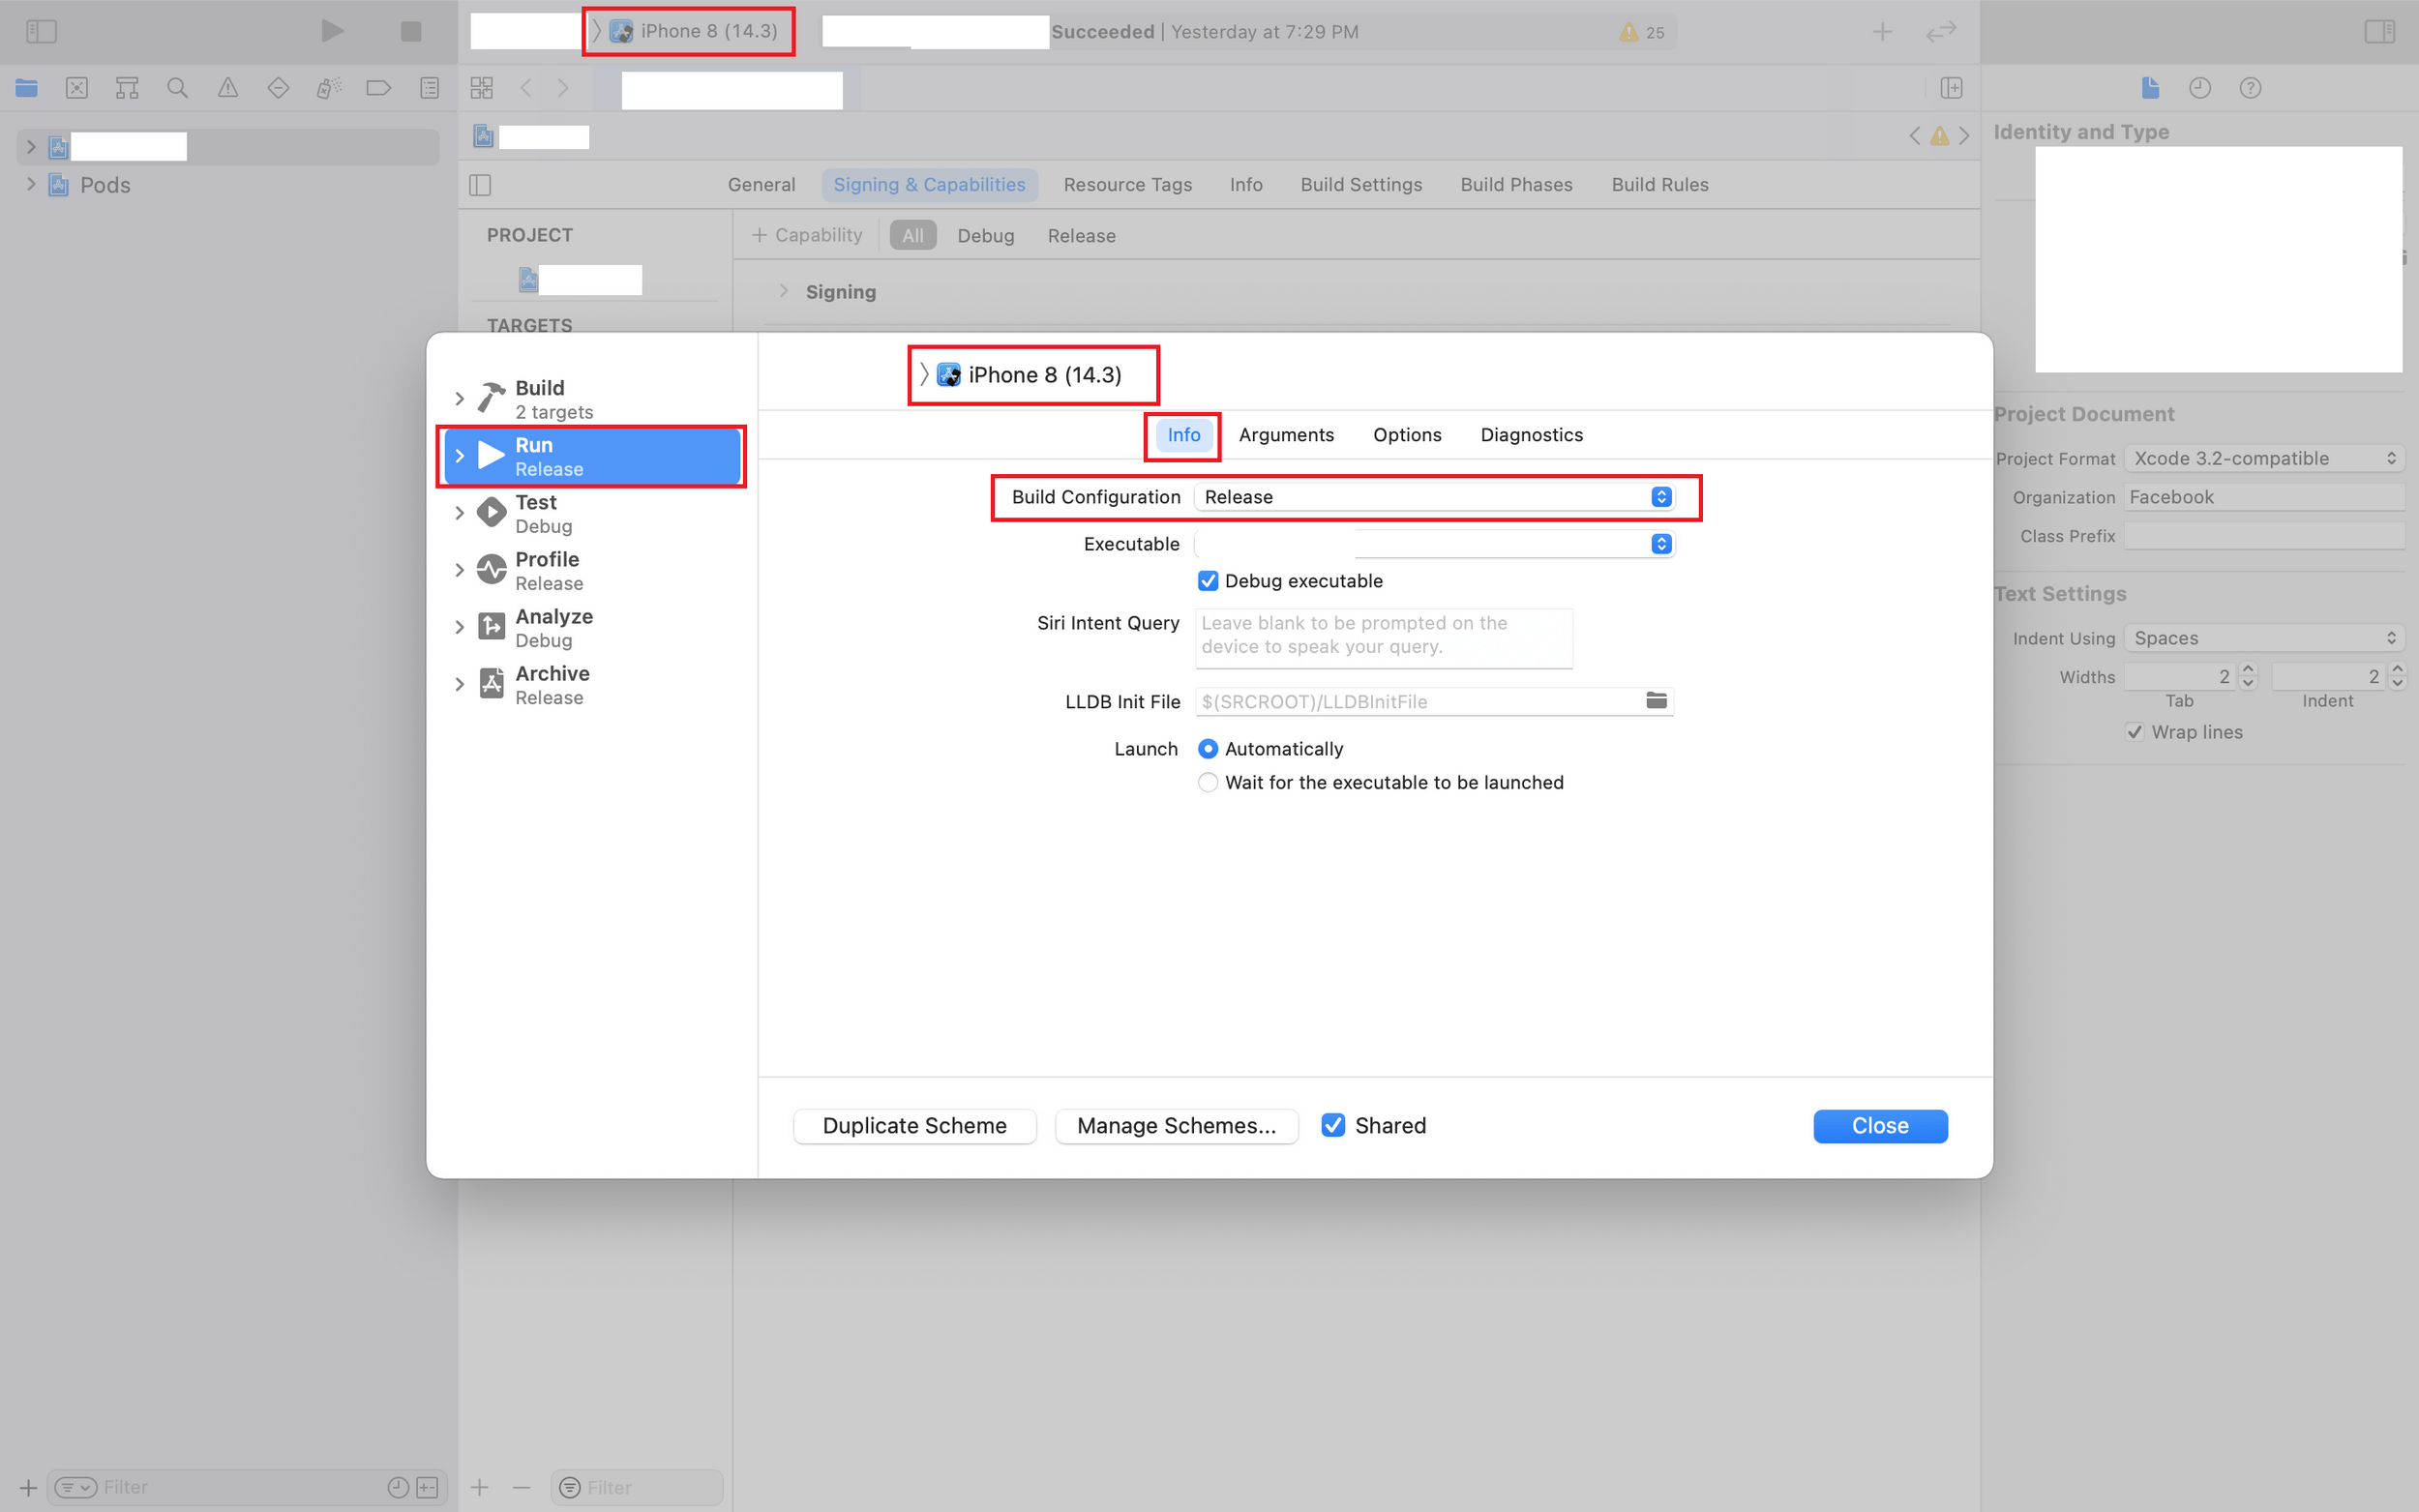 iPhone 8 (14.3)
Succeeded | Yesterday at 7:29 PM
25
Pods
General
Signing & Capabilities
Resource Tags
Info
Build Settings
Build Phases
Build Rules
PROJECT
+ Capability
All
Debug
Release
Signing
TARGETS
Identity and Type
Project Document
Project Format
Xcode 3.2-compatible
Organization
Facebook
Class Prefix
Text Settings
Indent Using
Spaces
Widths
2
2
Tab
Indent
Wrap lines
Build
2 targets
Run
Release
Test
Debug
Profile
Release
Analyze
Debug
Archive
Release
iPhone 8 (14.3)
Info
Arguments
Options
Diagnostics
Build Configuration
Release
Executable
Debug executable
Siri Intent Query
Leave blank to be prompted on the
device to speak your query.
LLDB Init File
$(SRCROOT)/LLDBInitFile
Launch
Automatically
Wait for the executable to be launched
Duplicate Scheme
Manage Schemes...
Shared
Close
Filter
Filter